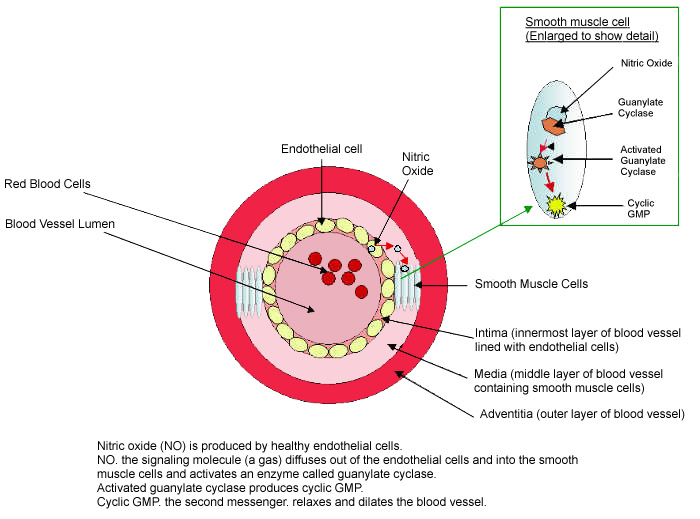 Smooth muscle cell
(Enlarged to show detail)
Nitric Oxide
Guanylate
Cyclase
Activated
Guanylate
Cyclase
Cyclic
GMP
Endothelial cell
Nitric
Oxide
Red Blood Cells
Blood Vessel Lumen
Smooth Muscle Cells
Intima (innermost layer of blood vessel
lined with endothelial cells)
Media (middle layer of blood vessel
containing smooth muscle cells)
Adventitia (outer layer of blood vessel)
Nitric oxide (NO) is produced by healthy endothelial cells.
NO. the signaling molecule (a gas) diffuses out of the endothelial cells and into the smooth
muscle cells and activates an enzyme called guanylate cyclase.
Activated guanylate cyclase produces cyclic GMP.
Cyclic GMP. the second messenger. relaxes and dilates the blood vessel.